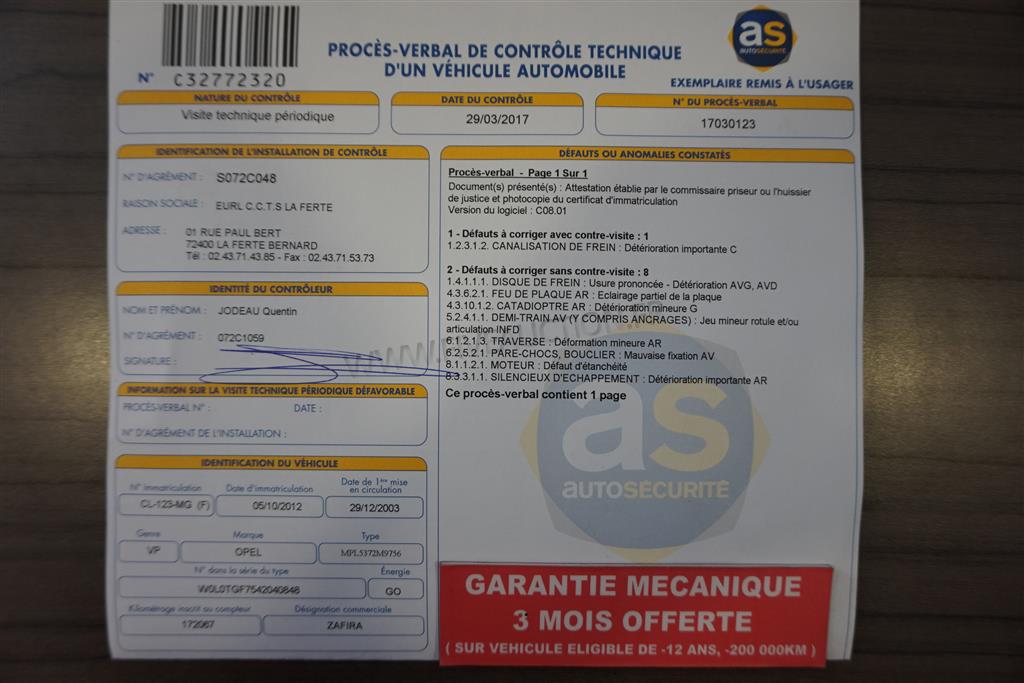 N° C32772320
PROCÈS-VERBAL DE CONTRÔLE TECHNIQUE
D'UN VÉHICULE AUTOMOBILE
as
AUTOSÉCURITÉ
EXEMPLAIRE REMIS À L'USAGER
NATURE DU CONTRÔLE
Visite technique périodique
DATE DU CONTRÔLE
29/03/2017
N° DU PROCÈS-VERBAL
17030123
IDENTIFICATION DE L'INSTALLATION DE CONTRÔLE
N° D'AGRÉMENT : S072C048
RAISON SOCIALE : EURL C.C.T.S LA FERTE
ADRESSE : 01 RUE PAUL BERT
72400 LA FERTE BERNARD
Tél : 02.43.71.43.85 - Fax : 02.43.71.53.73
IDENTITÉ DU CONTRÔLEUR
NOM ET PRÉNOM : JODEAU Quentin
N° D'AGRÉMENT : 072C1059
SIGNATURE :
INFORMATION SUR LA VISITE TECHNIQUE PÉRIODIQUE DÉFAVORABLE
PROCÈS-VERBAL N° : DATE :
N° D'AGRÉMENT DE L'INSTALLATION :
IDENTIFICATION DU VÉHICULE
N° Immatriculation Date d'immatriculation Date de 1ère mise
en circulation
CL-123-MG (F) 05/10/2012 29/12/2003
Genre Marque Type
VP OPEL MPL5372M9756
N° dans la série du type Énergie
W0L0TGF7542040848 GO
Kilométrage inscrit au compteur Désignation commerciale
172067 ZAFIRA
DÉFAUTS OU ANOMALIES CONSTATÉS
Procès-verbal - Page 1 Sur 1
Document(s) présenté(s) : Attestation établie par le commissaire priseur ou l'huissier
de justice et photocopie du certificat d'immatriculation
Version du logiciel : C08.01
1 - Défauts à corriger avec contre-visite : 1
1.2.3.1.2. CANALISATION DE FREIN : Détérioration importante C
2 - Défauts à corriger sans contre-visite : 8
1.4.1.1.1. DISQUE DE FREIN : Usure prononcée - Détérioration AVG, AVD
4.3.6.2.1. FEU DE PLAQUE AR : Eclairage partiel de la plaque
4.3.10.1.2. CATADIOPTRE AR : Détérioration mineure G
5.2.4.1.1. DEMI-TRAIN AV (Y COMPRIS ANCRAGES) : Jeu mineur rotule et/ou
articulation INFD
6.1.2.1.3. TRAVERSE : Déformation mineure AR
6.2.5.2.1. PARE-CHOCS, BOUCLIER : Mauvaise fixation AV
8.1.1.2.1. MOTEUR : Défaut d'étanchéité
8.3.3.1.1. SILENCIEUX D'ECHAPPEMENT : Détérioration importante AR
Ce procès-verbal contient 1 page
as
AUTOSÉCURITÉ
GARANTIE MECANIQUE
3 MOIS OFFERTE
( SUR VEHICULE ELIGIBLE DE -12 ANS, -200 000KM )